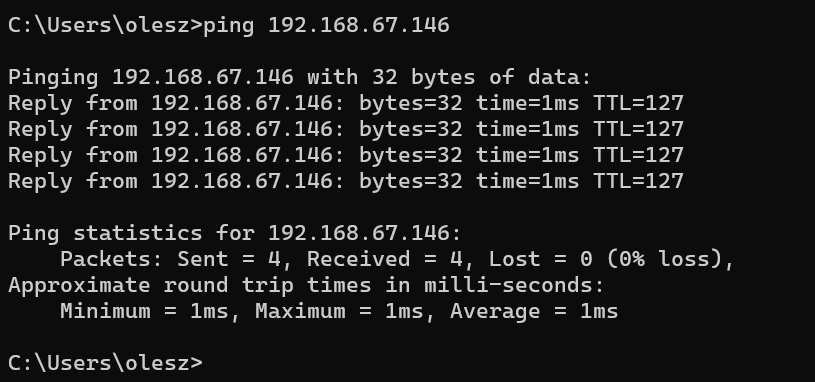 C:\Users\olesz>ping 192.168.67.146
Pinging 192.168.67.146 with 32 bytes of data:
Reply from 192.168.67.146: bytes=32 time=1ms TTL=127
Reply from 192.168.67.146: bytes=32 time=1ms TTL=127
Reply from 192.168.67.146: bytes=32 time=1ms TTL=127
Reply from 192.168.67.146: bytes=32 time=1ms TTL=127
Ping statistics for 192.168.67.146:
    Packets: Sent = 4, Received = 4, Lost = 0 (0% loss),
Approximate round trip times in milli-seconds:
    Minimum = 1ms, Maximum = 1ms, Average = 1ms
C:\Users\olesz>